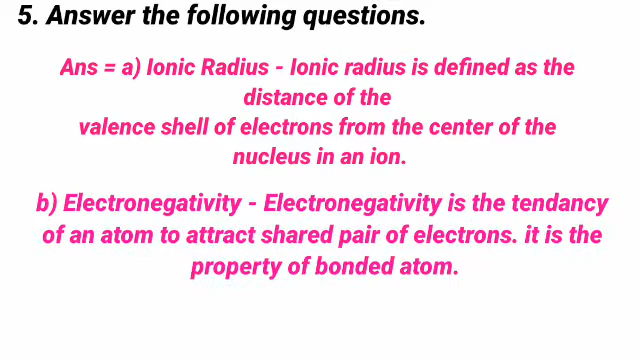 5. Answer the following questions.
Ans = a) Ionic Radius - Ionic radius is defined as the
distance of the
valence shell of electrons from the center of the
nucleus in an ion.
b) Electronegativity - Electronegativity is the tendancy
of an atom to attract shared pair of electrons. it is the
property of bonded atom.